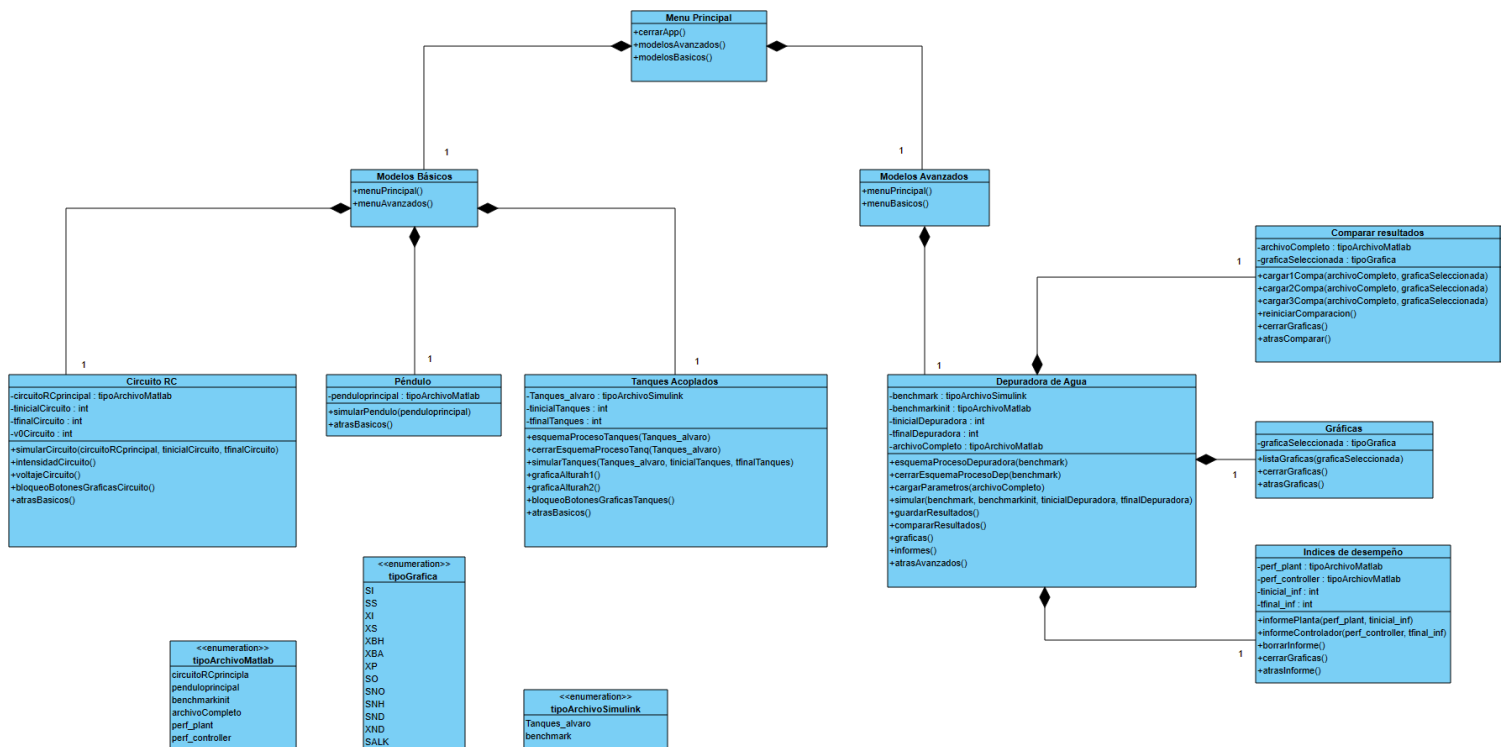 Menu Principal
+cerrarApp()
+modelosAvanzados()
+modelosBasicos()
1
1
Modelos Básicos
+menuPrincipal()
+menuAvanzados()
Modelos Avanzados
+menuPrincipal()
+menuBasicos()
1
1
1
1
Circuito RC
-circuitoRCprincipal : tipoArchivoMatlab
-tinicialCircuito : int
-tfinalCircuito : int
-v0Circuito : int
+simularCircuito(circuitoRCprincipal, tinicialCircuito, tfinalCircuito)
+intensidadCircuito()
+voltajeCircuito()
+bloqueoBotonesGraficasCircuito()
+atrasBasicos()
Péndulo
-penduloprincipal : tipoArchivoMatlab
+simularPendulo(penduloprincipal)
+atrasBasicos()
Tanques Acoplados
-Tanques_alvaro : tipoArchivoSimulink
-tinicialTanques : int
-tfinalTanques : int
+esquemaProcesoTanques(Tanques_alvaro)
+cerrarEsquemaProcesoTanq(Tanques_alvaro)
+simularTanques(Tanques_alvaro, tinicialTanques, tfinalTanques)
+graficaAlturah1()
+graficaAlturah2()
+bloqueoBotonesGraficasTanques()
+atrasBasicos()
Depuradora de Agua
-benchmark : tipoArchivoSimulink
-benchmarkinit : tipoArchivoMatlab
-tinicialDepuradora : int
-tfinalDepuradora : int
-archivoCompleto : tipoArchivoMatlab
+esquemaProcesoDepuradora(benchmark)
+cerrarEsquemaProcesoDep(benchmark)
+cargarParametros(archivoCompleto)
+simular(benchmark, benchmarkinit, tinicialDepuradora, tfinalDepuradora)
+guardarResultados()
+compararResultados()
+graficas()
+informes()
+atrasAvanzados()
1
Comparar resultados
-archivoCompleto : tipoArchivoMatlab
-graficaSeleccionada : tipoGrafica
+cargar1Compa(archivoCompleto, graficaSeleccionada)
+cargar2Compa(archivoCompleto, graficaSeleccionada)
+cargar3Compa(archivoCompleto, graficaSeleccionada)
+reiniciarComparacion()
+cerrarGraficas()
+atrasComparar()
1
Gráficas
-graficaSeleccionada : tipoGrafica
+listaGraficas(graficaSeleccionada)
+cerrarGraficas()
+atrasGraficas()
1
Indices de desempeño
-perf_plant : tipoArchivoMatlab
-perf_controller : tipoArchiovMatlab
-tinicial_inf : int
-tfinal_inf : int
+informePlanta(perf_plant, tinicial_inf)
+informeControlador(perf_controller, tfinal_inf)
+borrarInforme()
+cerrarGraficas()
+atrasInforme()
<<enumeration>>
tipoArchivoMatlab
circuitoRCprincipla
penduloprincipal
benchmarkinit
archivoCompleto
perf_plant
perf_controller
<<enumeration>>
tipoGrafica
SI
SS
XI
XS
XBH
XBA
XP
SO
SNO
SNH
SND
XND
SALK
<<enumeration>>
tipoArchivoSimulink
Tanques_alvaro
benchmark